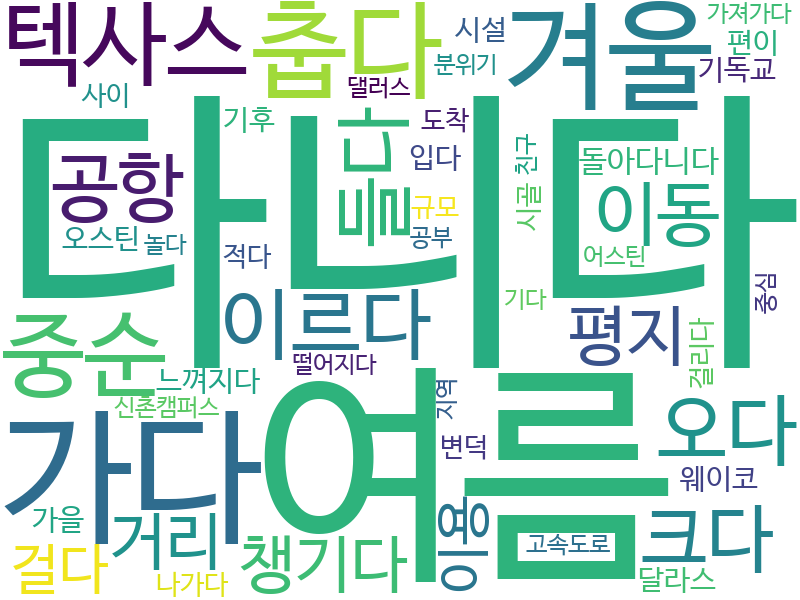 텍사스
춥다
겨울
시설
가져가다
편이
분위기
기독교
댈러스
사이
기후
도착
다니다
들다
친구
입다
돌아다니다
공항
이동
시골
규모
오스틴
놀다
적다
공부
어스틴
중심
이르다
기다
평지
중순
걸리다
떨어지다
느껴지다
신촌캠퍼스
지역
여름
가다
오다
변덕
웨이코
이용
가을
거리
크다
걸다
챙기다
고속도로
나가다
달라스